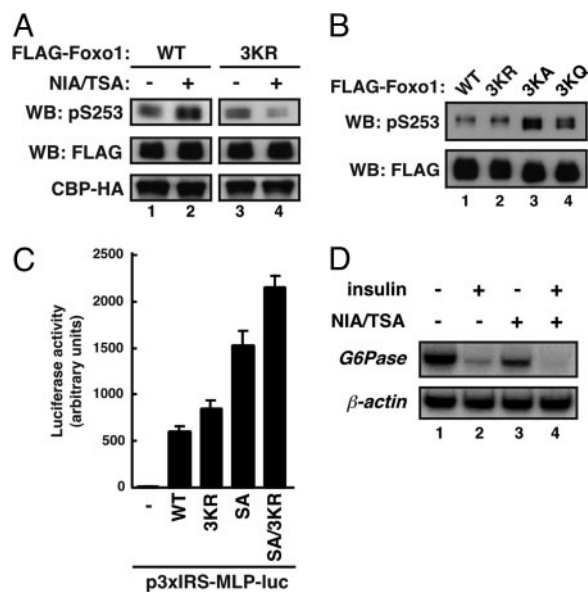 A
FLAG-Foxo1: WT 3KR
NIA/TSA - + - +
WB: pS253
WB: FLAG
CBP-HA
1 2 3 4
B
FLAG-Foxo1: WT 3KR 3KA 3KQ
WB: pS253
WB: FLAG
1 2 3 4
C
Luciferase activity
(arbitrary units)
2500
2000
1500
1000
500
0
- WT 3KR SA SA/3KR
p3xIRS-MLP-luc
D
insulin - + - +
NIA/TSA - - + +
G6Pase
β-actin
1 2 3 4